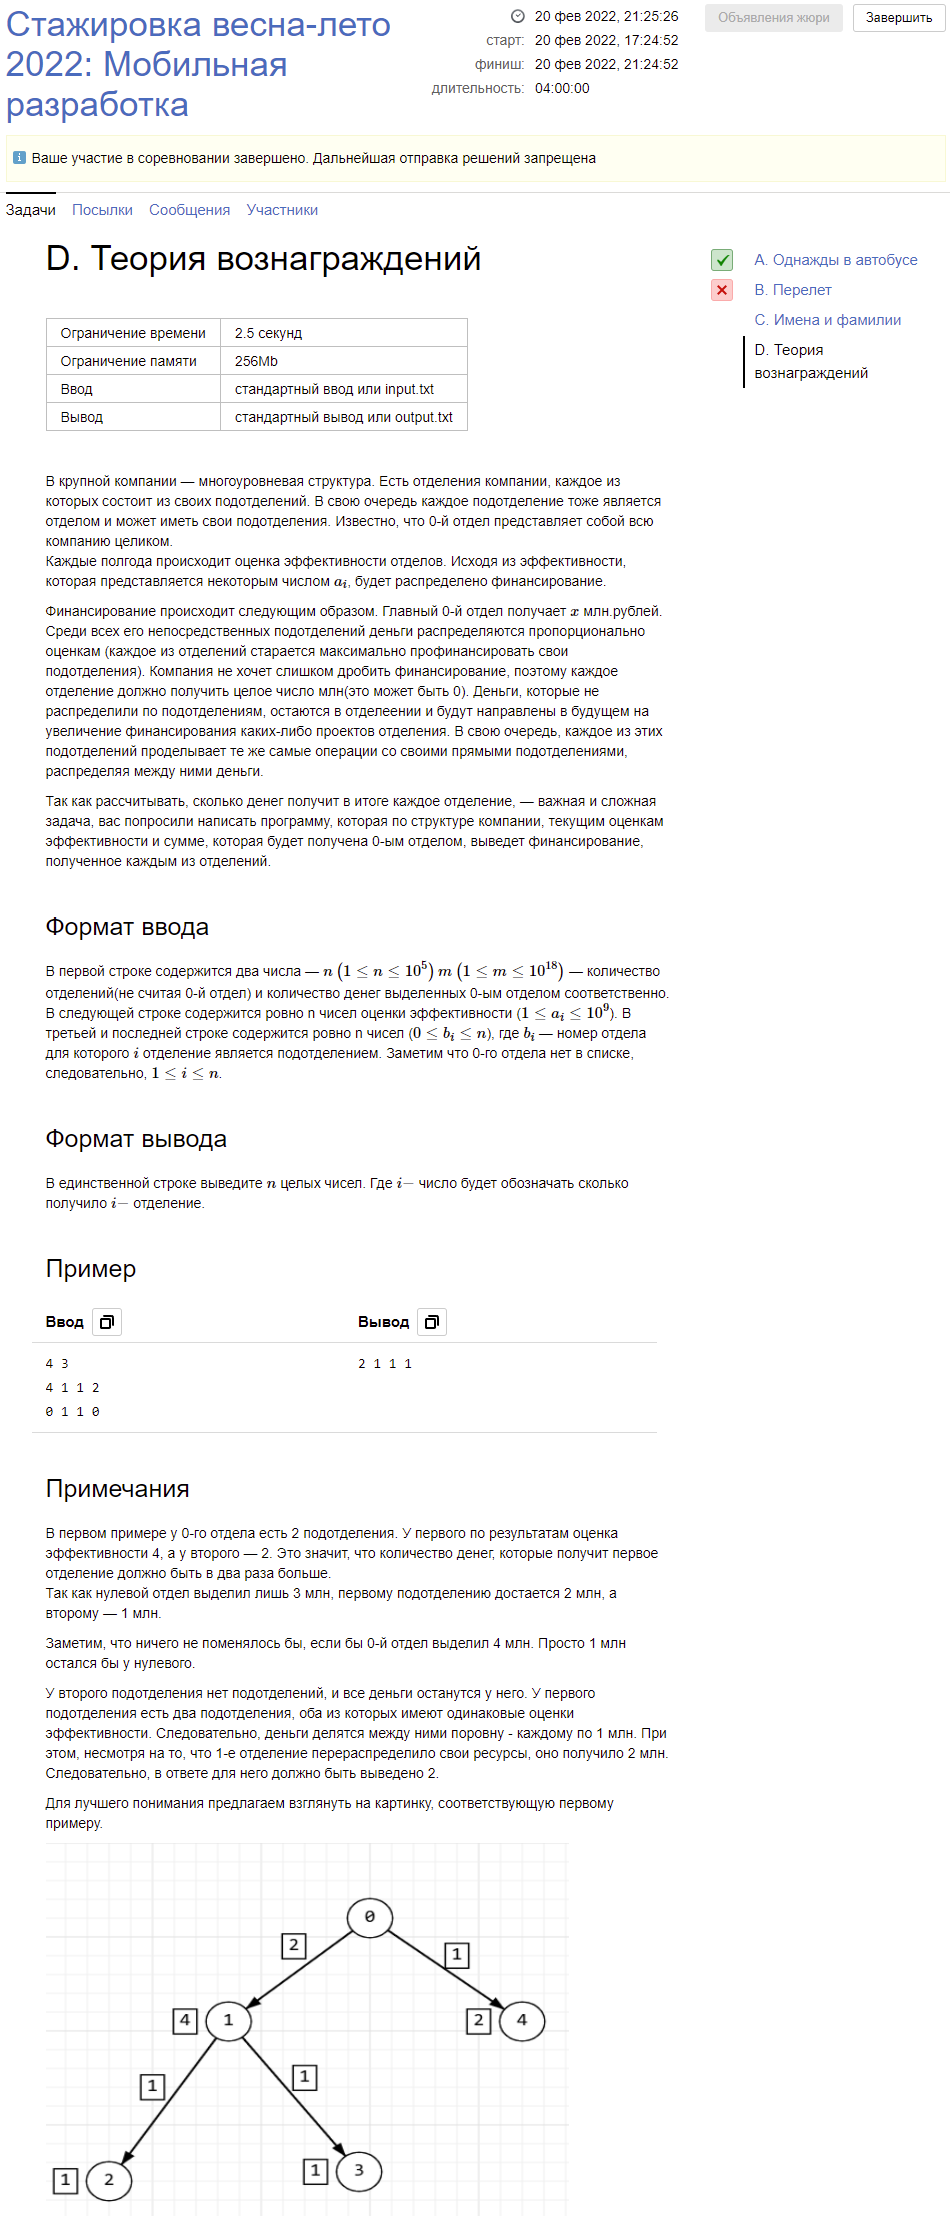 Стажировка весна-лето
2022: Мобильная
разработка
20 фев 2022, 21:25:26
старт: 20 фев 2022, 17:24:52
финиш: 20 фев 2022, 21:24:52
длительность: 04:00:00
Объявления жюри
Завершить
Ваше участие в соревновании завершено. Дальнейшая отправка решений запрещена
Задачи Посылки Сообщения Участники
D. Теория вознаграждений
Ограничение времени 2.5 секунд
Ограничение памяти 256Mb
Ввод стандартный ввод или input.txt
Вывод стандартный вывод или output.txt
A. Однажды в автобусе
B. Перелет
C. Имена и фамилии
D. Теория
вознаграждений
В крупной компании — многоуровневая структура. Есть отделения компании, каждое из
которых состоит из своих подотделений. В свою очередь каждое подотделение тоже является
отделом и может иметь свои подотделения. Известно, что 0-й отдел представляет собой всю
компанию целиком.
Каждые полгода происходит оценка эффективности отделов. Исходя из эффективности,
которая представляется некоторым числом aᵢ, будет распределено финансирование.
Финансирование происходит следующим образом. Главный 0-й отдел получает x млн.рублей.
Среди всех его непосредственных подотделений деньги распределяются пропорционально
оценкам (каждое из отделений старается максимально профинансировать свои
подотделения). Компания не хочет слишком дробить финансирование, поэтому каждое
отделение должно получить целое число млн(это может быть 0). Деньги, которые не
распределили по подотделениям, остаются в отделеении и будут направлены в будущем на
увеличение финансирования каких-либо проектов отделения. В свою очередь, каждое из этих
подотделений проделывает те же самые операции со своими прямыми подотделениями,
распределяя между ними деньги.
Так как рассчитывать, сколько денег получит в итоге каждое отделение, — важная и сложная
задача, вас попросили написать программу, которая по структуре компании, текущим оценкам
эффективности и сумме, которая будет получена 0-ым отделом, выведет финансирование,
полученное каждым из отделений.
Формат ввода
В первой строке содержится два числа — n (1 ≤ n ≤ 10⁵) m (1 ≤ m ≤ 10¹⁸) — количество
отделений(не считая 0-й отдел) и количество денег выделенных 0-ым отделом соответственно.
В следующей строке содержится ровно n чисел оценки эффективности (1 ≤ aᵢ ≤ 10⁹). В
третьей и последней строке содержится ровно n чисел (0 ≤ bᵢ ≤ n), где bᵢ — номер отдела
для которого i отделение является подотделением. Заметим что 0-го отдела нет в списке,
следовательно, 1 ≤ i ≤ n.
Формат вывода
В единственной строке выведите n целых чисел. Где i− число будет обозначать сколько
получило i− отделение.
Пример
Ввод Вывод
4 3 2 1 1 1
4 1 1 2
0 1 1 0
Примечания
В первом примере у 0-го отдела есть 2 подотделения. У первого по результатам оценка
эффективности 4, а у второго — 2. Это значит, что количество денег, которые получит первое
отделение должно быть в два раза больше.
Так как нулевой отдел выделил лишь 3 млн, первому подотделению достается 2 млн, а
второму — 1 млн.
Заметим, что ничего не поменялось бы, если бы 0-й отдел выделил 4 млн. Просто 1 млн
остался бы у нулевого.
У второго подотделения нет подотделений, и все деньги останутся у него. У первого
подотделения есть два подотделения, оба из которых имеют одинаковые оценки
эффективности. Следовательно, деньги делятся между ними поровну - каждому по 1 млн. При
этом, несмотря на то, что 1-е отделение перераспределило свои ресурсы, оно получило 2 млн.
Следовательно, в ответе для него должно быть выведено 2.
Для лучшего понимания предлагаем взглянуть на картинку, соответствующую первому
примеру.
0
2 1
4 1 2 4
1 1
1 2 1 3